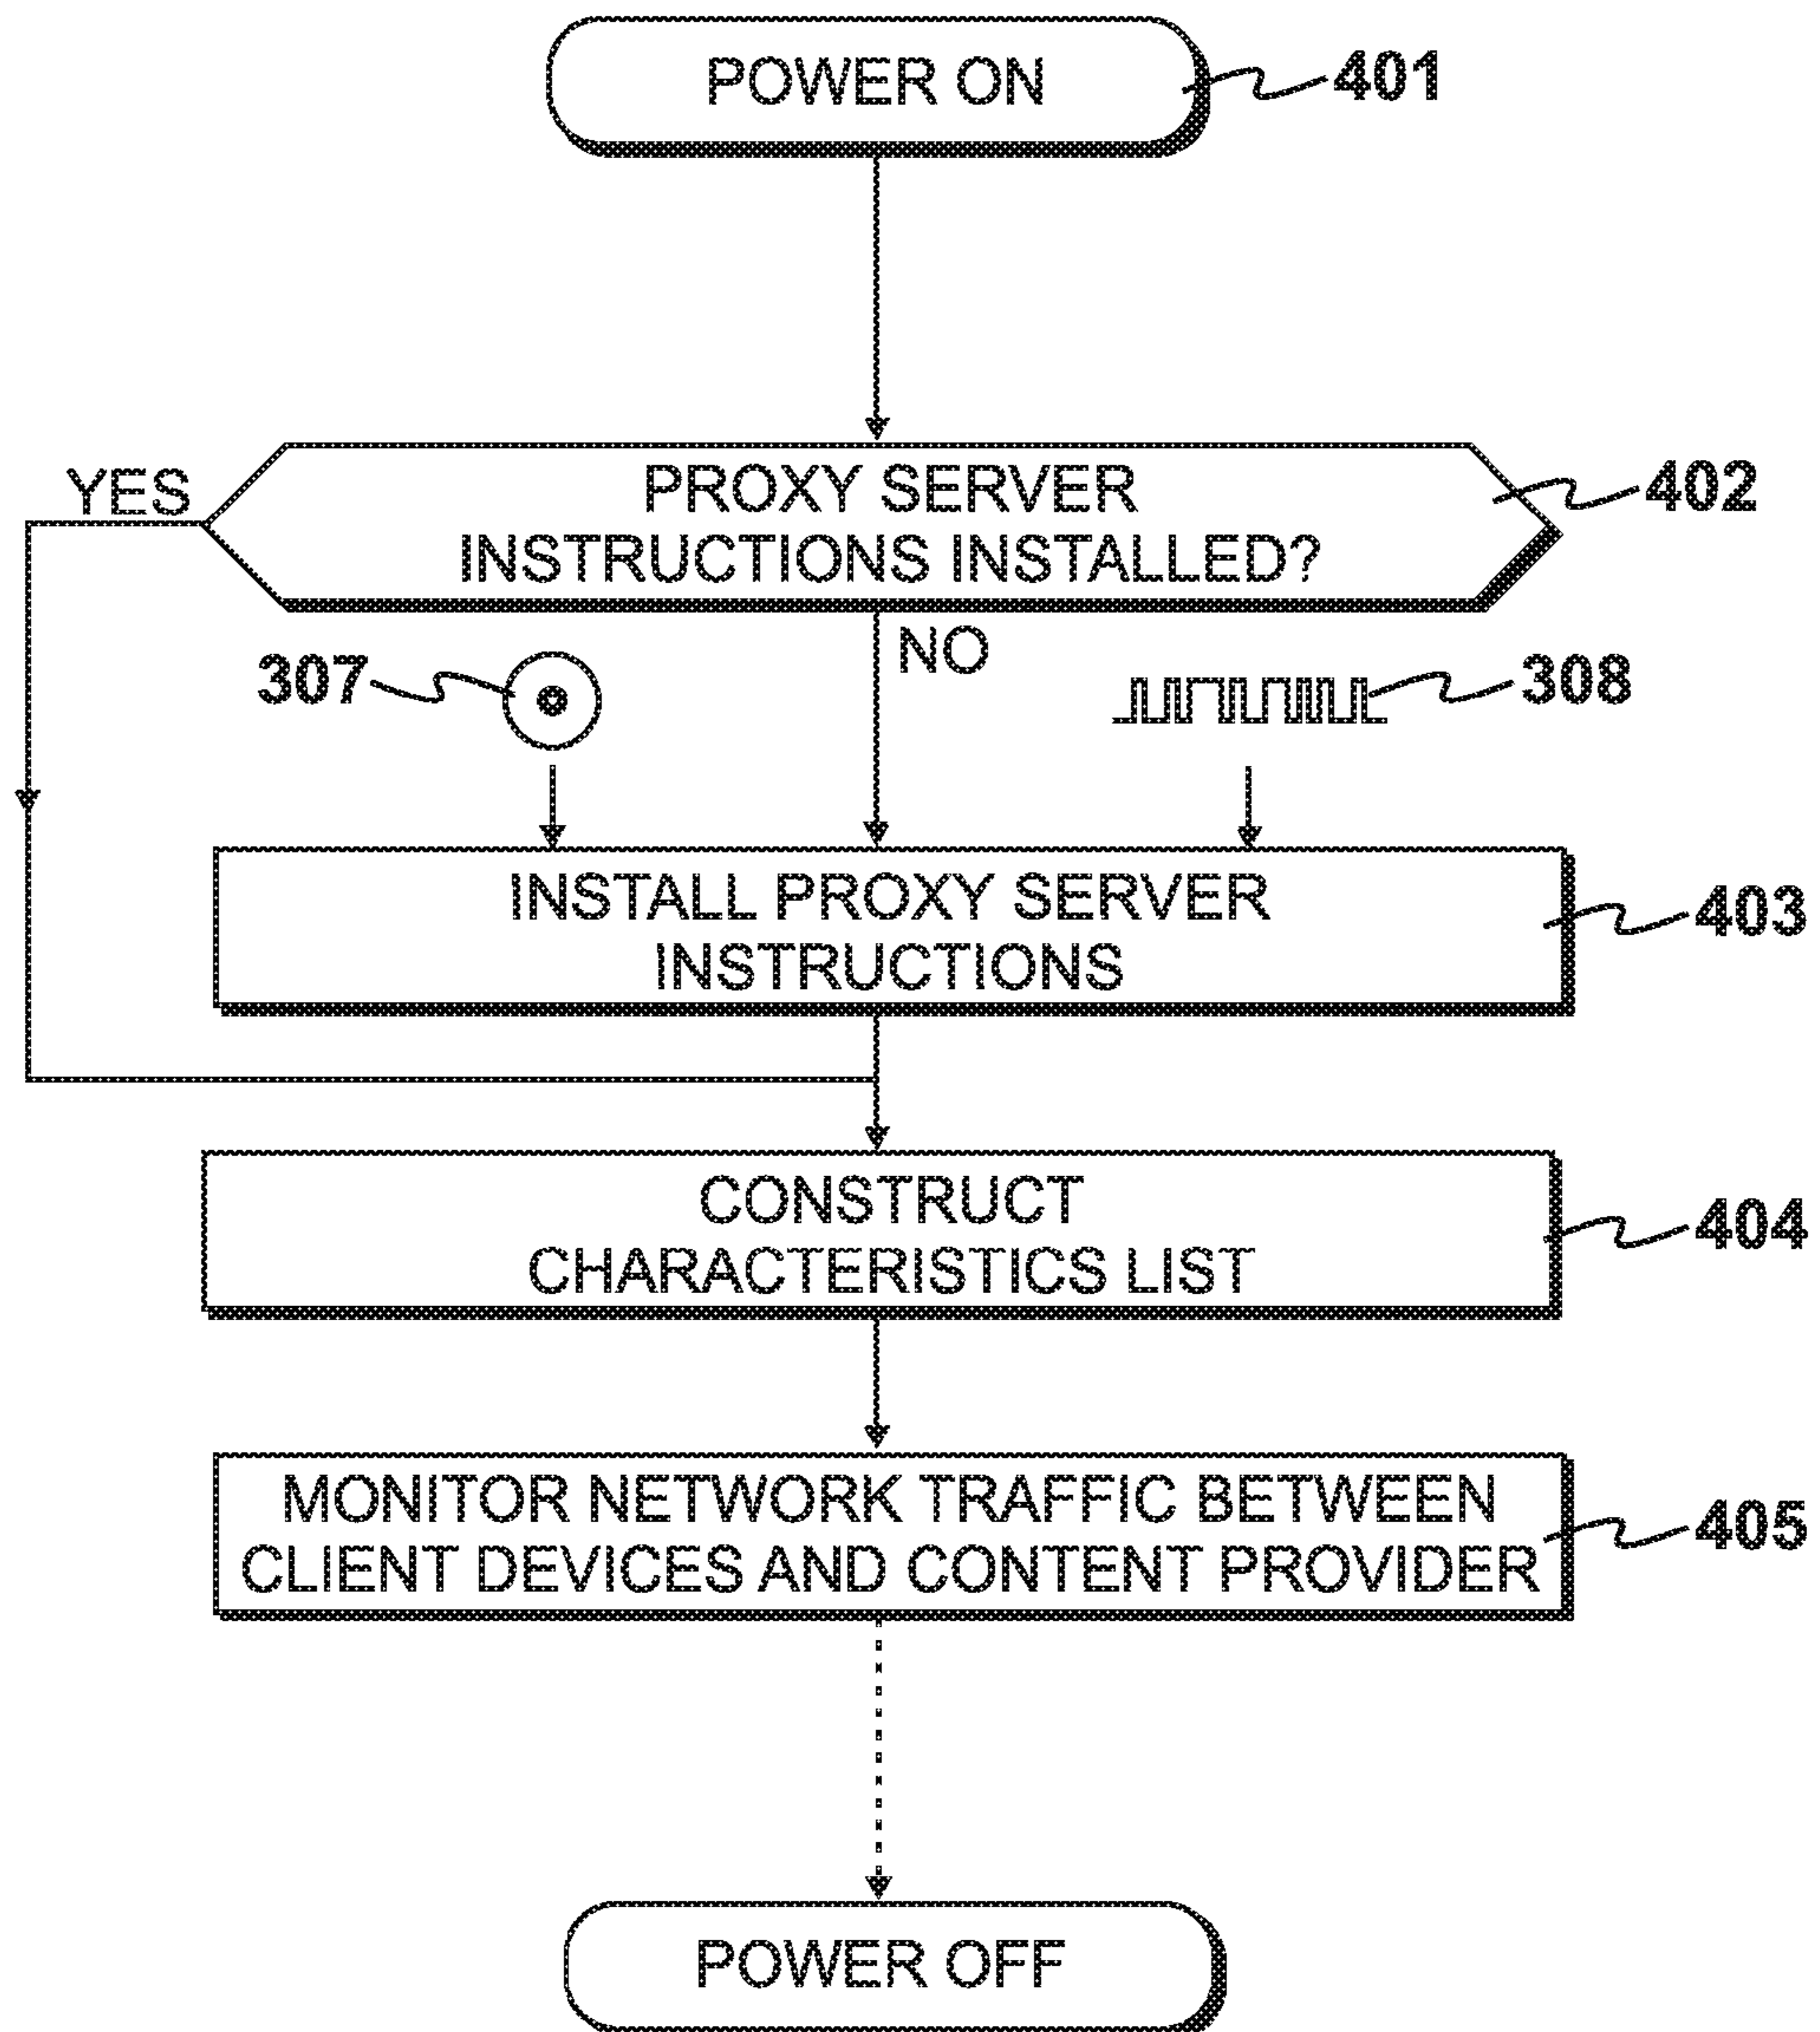 POWER ON
401
YES
PROXY SERVER
INSTRUCTIONS INSTALLED?
402
NO
307
308
INSTALL PROXY SERVER
INSTRUCTIONS
403
CONSTRUCT
CHARACTERISTICS LIST
404
MONITOR NETWORK TRAFFIC BETWEEN
CLIENT DEVICES AND CONTENT PROVIDER
405
POWER OFF